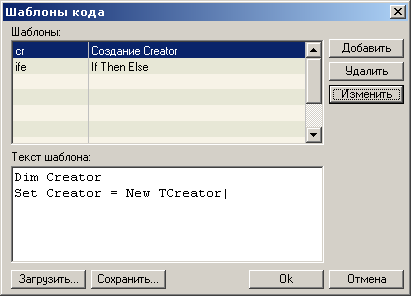 Шаблоны кода
Шаблоны:
cr Создание Creator
ife If Then Else
Добавить
Удалить
Изменить
Текст шаблона:
Dim Creator
Set Creator = New TCreator
Загрузить... Сохранить... Ok Отмена